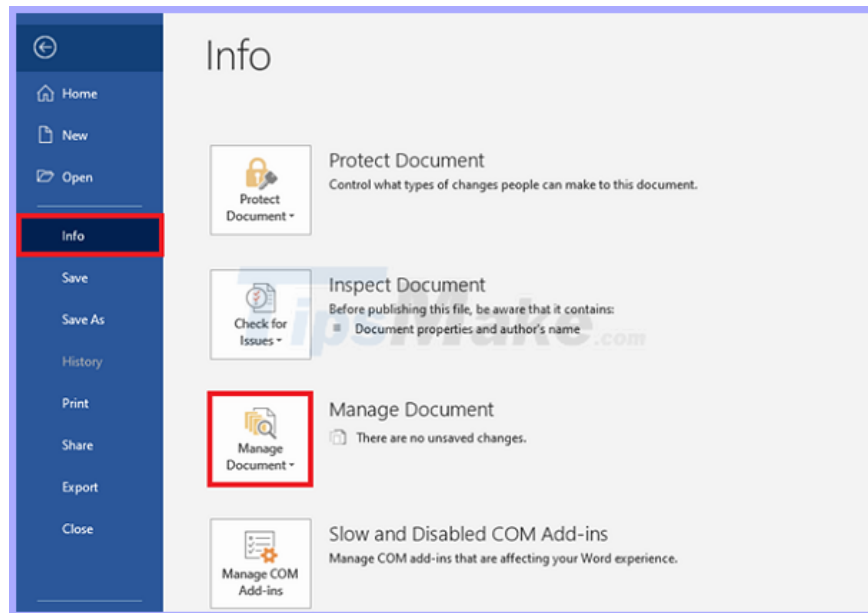 Info
Home
New
Open
Info
Save
Save As
History
Print
Share
Export
Close
Protect
Document
Protect Document
Control what types of changes people can make to this document.
Check for
Issues
Inspect Document
Before publishing this file, be aware that it contains:
Document properties and author's name
TipsMake.com
Manage
Document
Manage Document
There are no unsaved changes.
Manage COM
Add-ins
Slow and Disabled COM Add-ins
Manage COM add-ins that are affecting your Word experience.